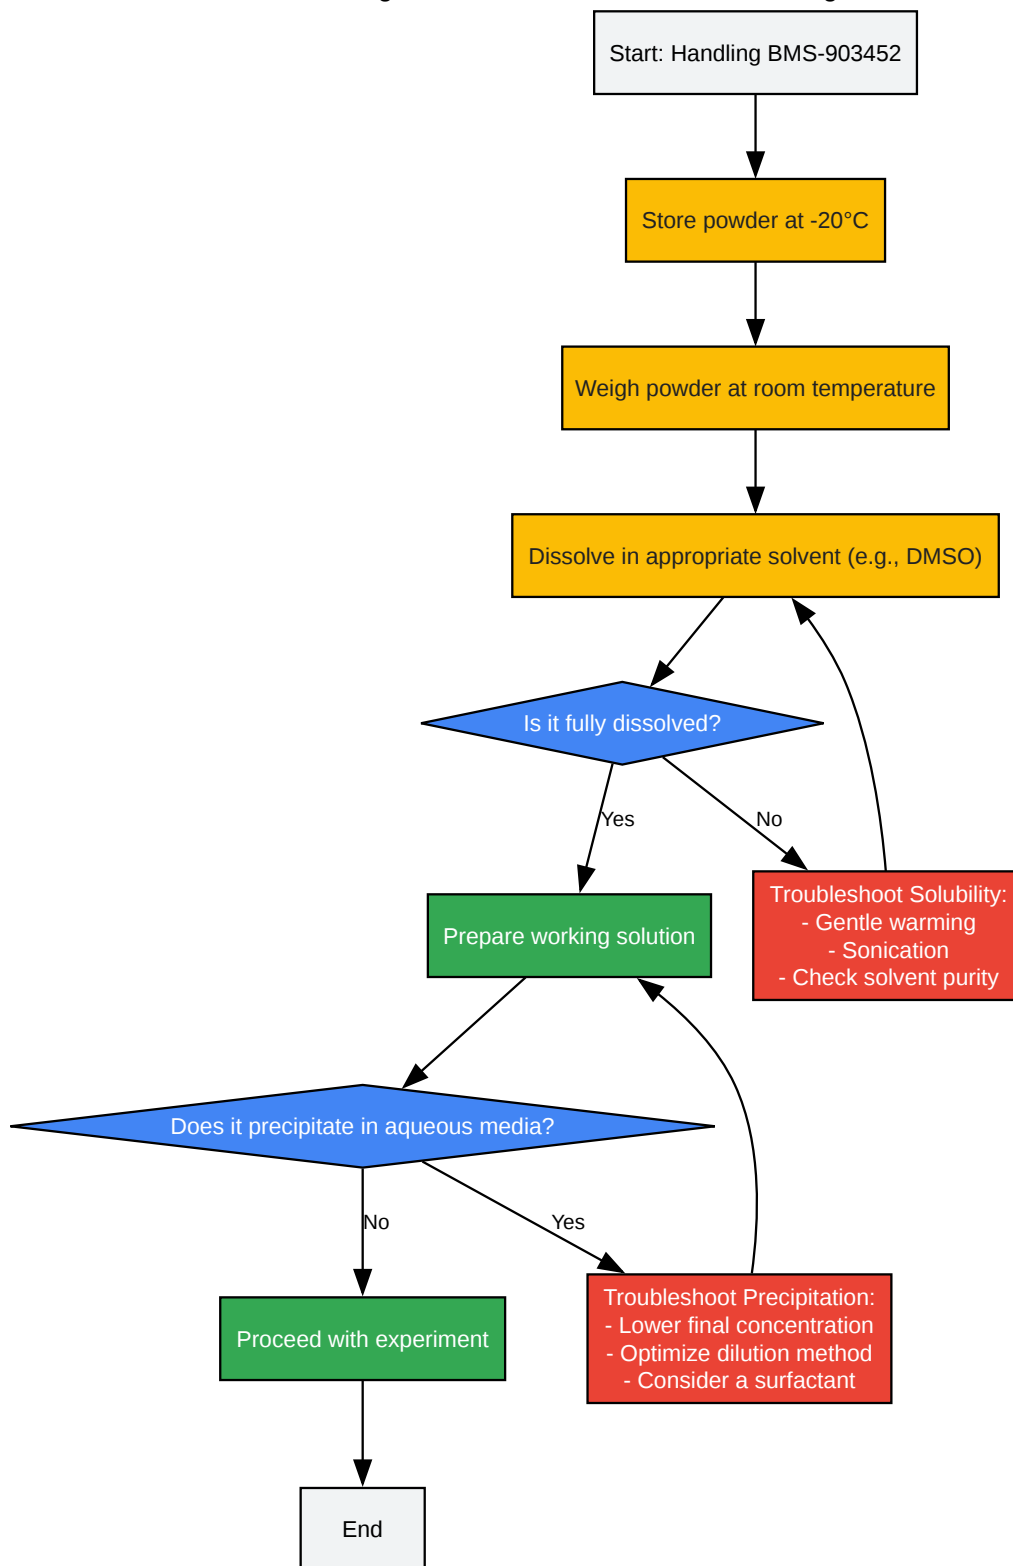 Start: Handling BMS-903452
Store powder at -20°C
Weigh powder at room temperature
Dissolve in appropriate solvent (e.g., DMSO)
Is it fully dissolved?
Yes
No
Troubleshoot Solubility:
- Gentle warming
- Sonication
- Check solvent purity
Prepare working solution
Does it precipitate in aqueous media?
No
Yes
Troubleshoot Precipitation:
- Lower final concentration
- Optimize dilution method
- Consider a surfactant
Proceed with experiment
End